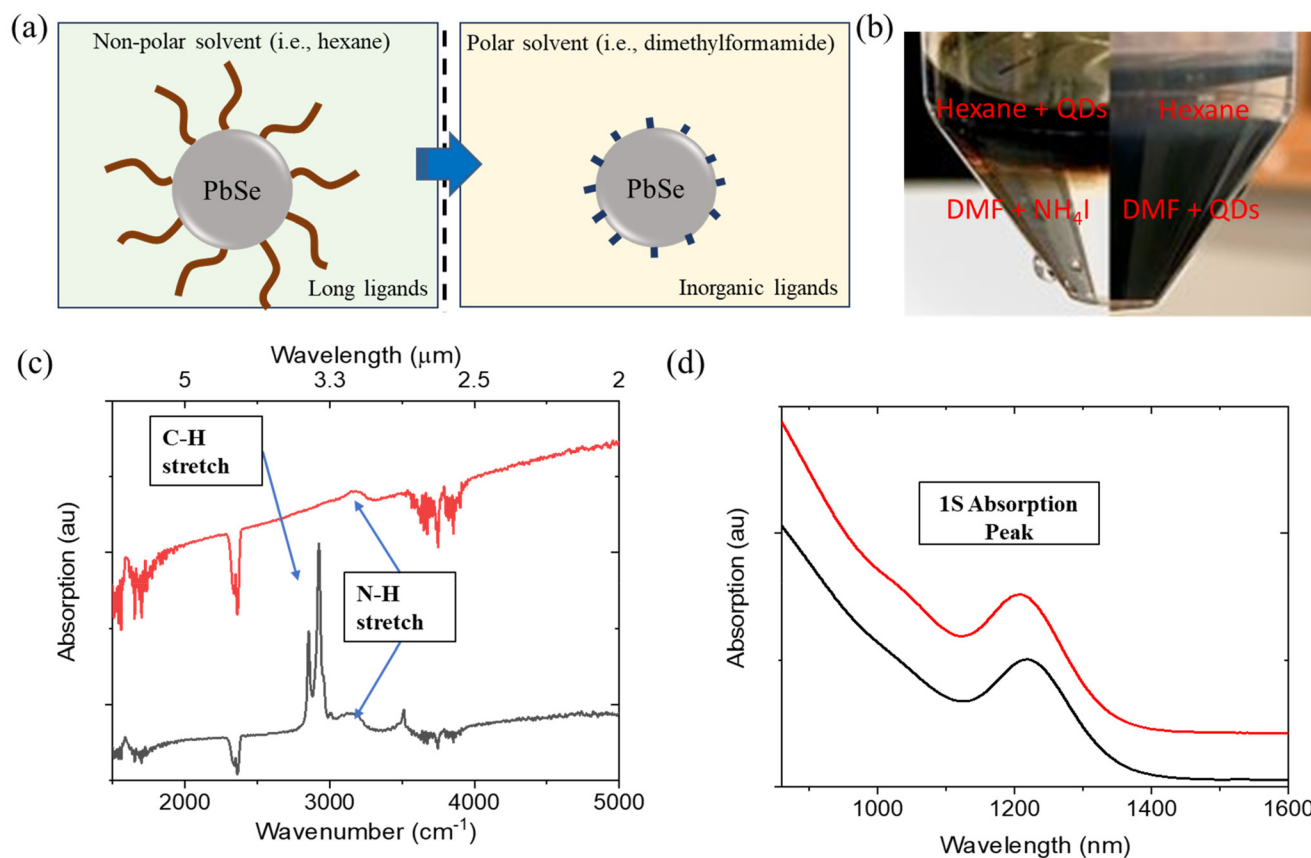 (a)
Non-polar solvent (i.e., hexane)
PbSe
Long ligands
Polar solvent (i.e., dimethylformamide)
PbSe
Inorganic ligands
(b)
Hexane + QDs
Hexane
DMF + NH₄I
DMF + QDs
(c)
Wavelength (μm)
5
3.3
2.5
2
C-H
stretch
N-H
stretch
Absorption (au)
2000
3000
4000
5000
Wavenumber (cm⁻¹)
(d)
1S Absorption
Peak
Absorption (au)
1000
1200
1400
1600
Wavelength (nm)